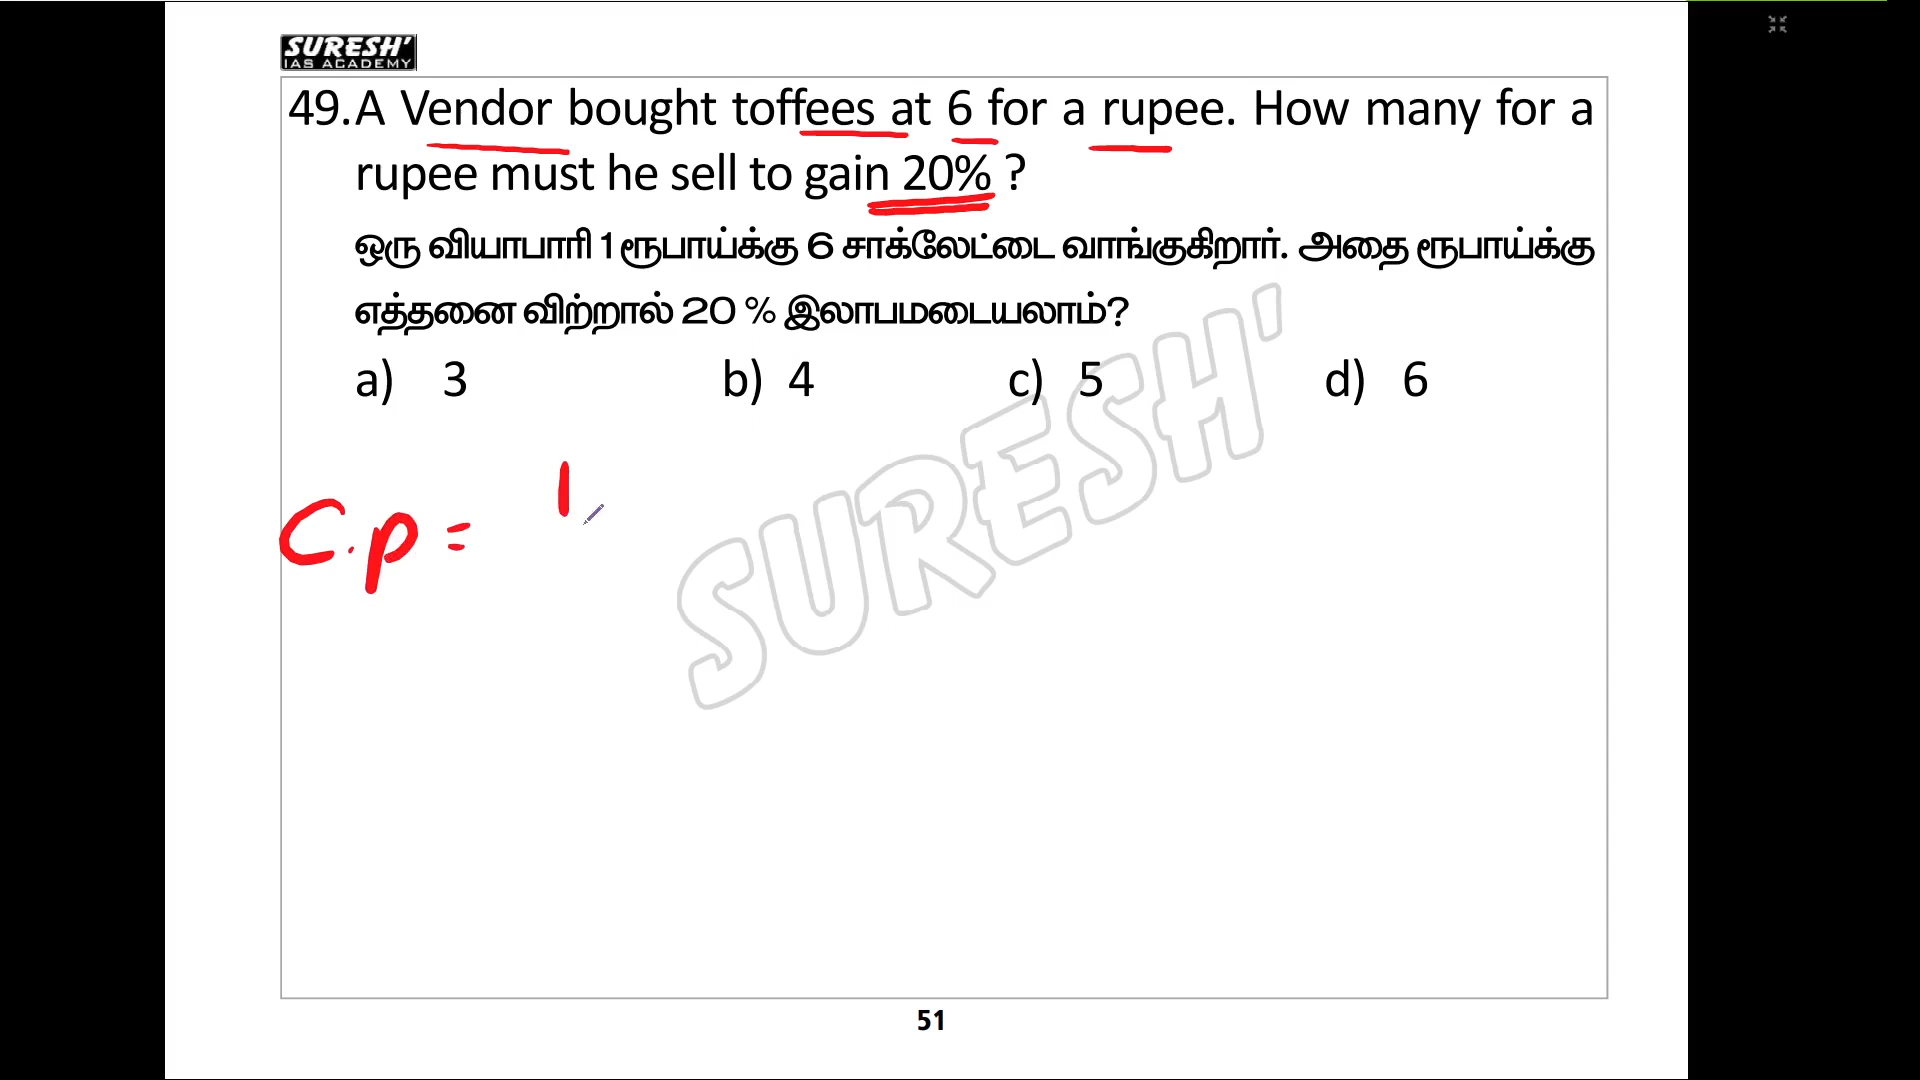 SURESH'
IAS ACADEMY
49. A Vendor bought toffees at 6 for a rupee. How many for a
rupee must he sell to gain 20% ?
ஒரு வியாபாரி 1 ரூபாய்க்கு 6 சாக்லேட்டை வாங்குகிறார். அதை ரூபாய்க்கு
எத்தனை விற்றால் 20 % இலாபமடையலாம்?
a) 3 b) 4 c) 5 d) 6
C.P = 1
SURESH'
51